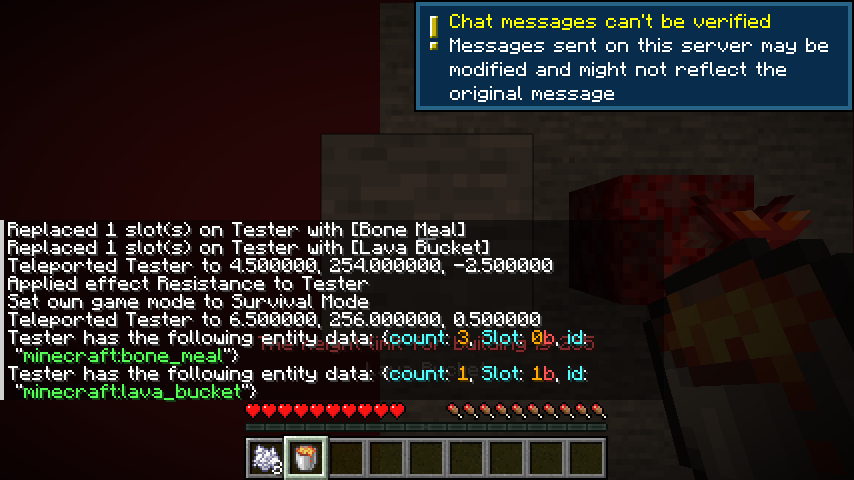 Chat messages can't be verified
Messages sent on this server may be
modified and might not reflect the
original message
Replaced 1 slot(s) on Tester with [Bone Meal]
Replaced 1 slot(s) on Tester with [Lava Bucket]
Teleported Tester to 4.500000, 254.000000, -2.500000
Applied effect Resistance to Tester
Set own game mode to Survival Mode
Teleported Tester to 6.500000, 256.000000, 0.500000
Tester has the following entity data: {count: 3, Slot: 0b, id:
"minecraft:bone_meal"}
Tester has the following entity data: {count: 1, Slot: 1b, id:
"minecraft:lava_bucket"}
3